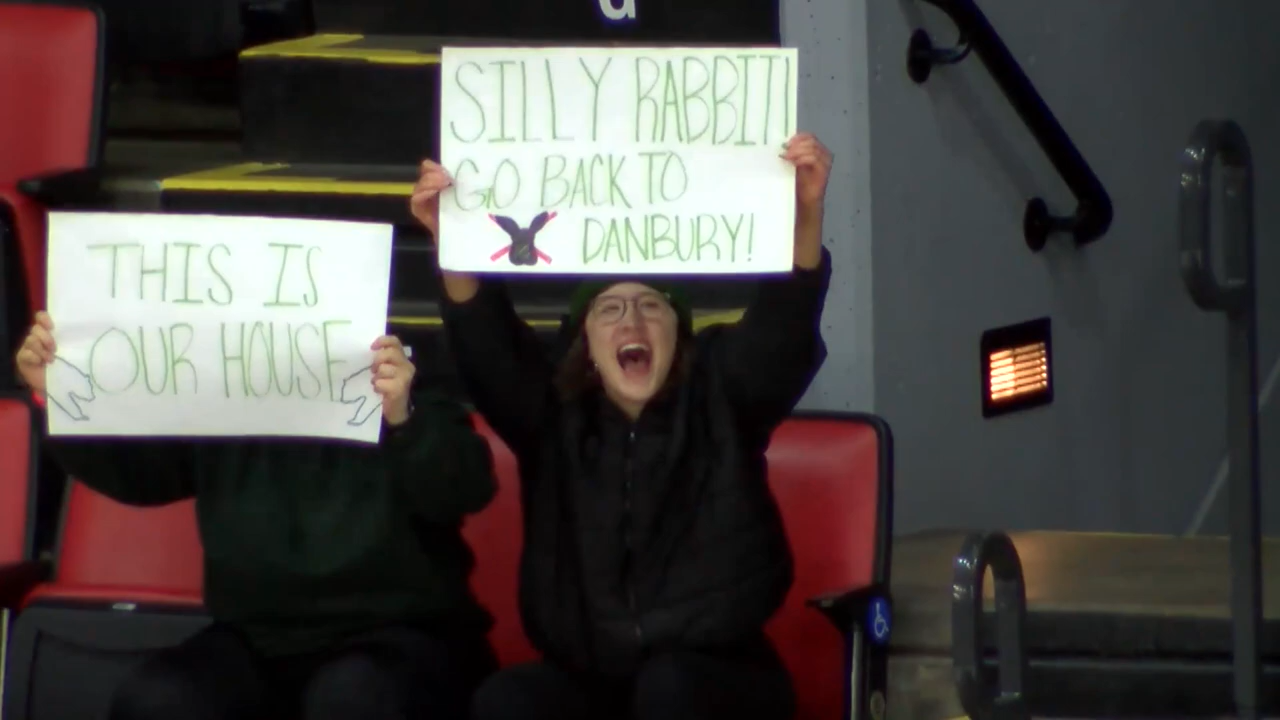 SILLY RABBIT!
GO BACK TO
DANBURY!
THIS IS
OUR HOUSE